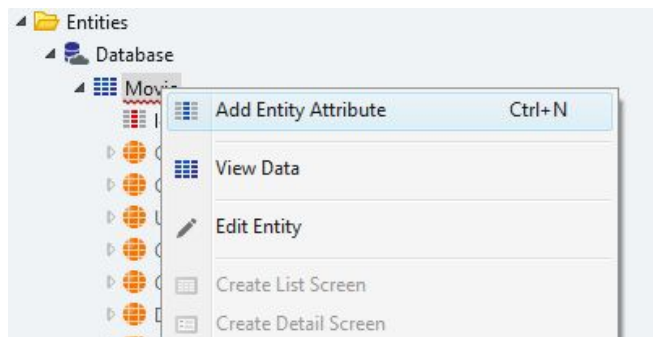 Entities
Database
Add Entity Attribute Ctrl+N
View Data
Edit Entity
Create List Screen
Create Detail Screen